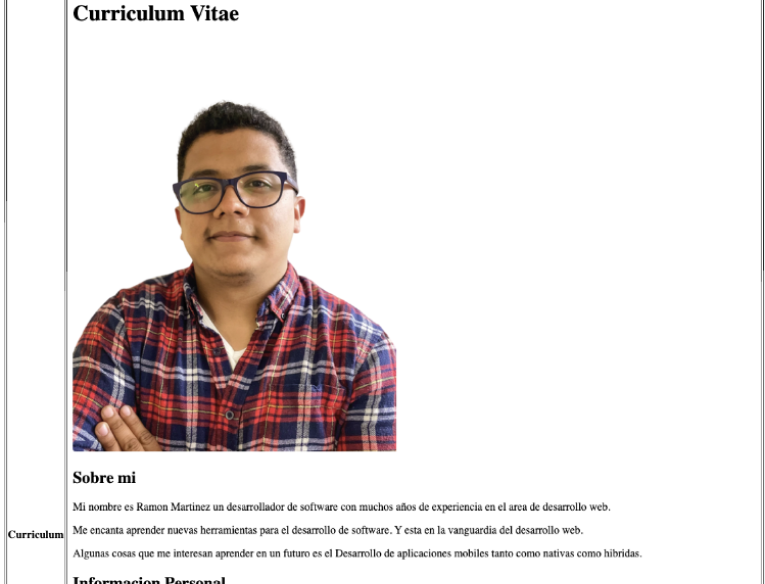 Curriculum Vitae
Sobre mi
Mi nombre es Ramon Martinez un desarrollador de software con muchos años de experiencia en el area de desarrollo web.
Curriculum
Me encanta aprender nuevas herramientas para el desarrollo de software. Y esta en la vanguardia del desarrollo web.
Algunas cosas que me interesan aprender en un futuro es el Desarrollo de aplicaciones mobiles tanto como nativas como hibridas.
Informacion Personal